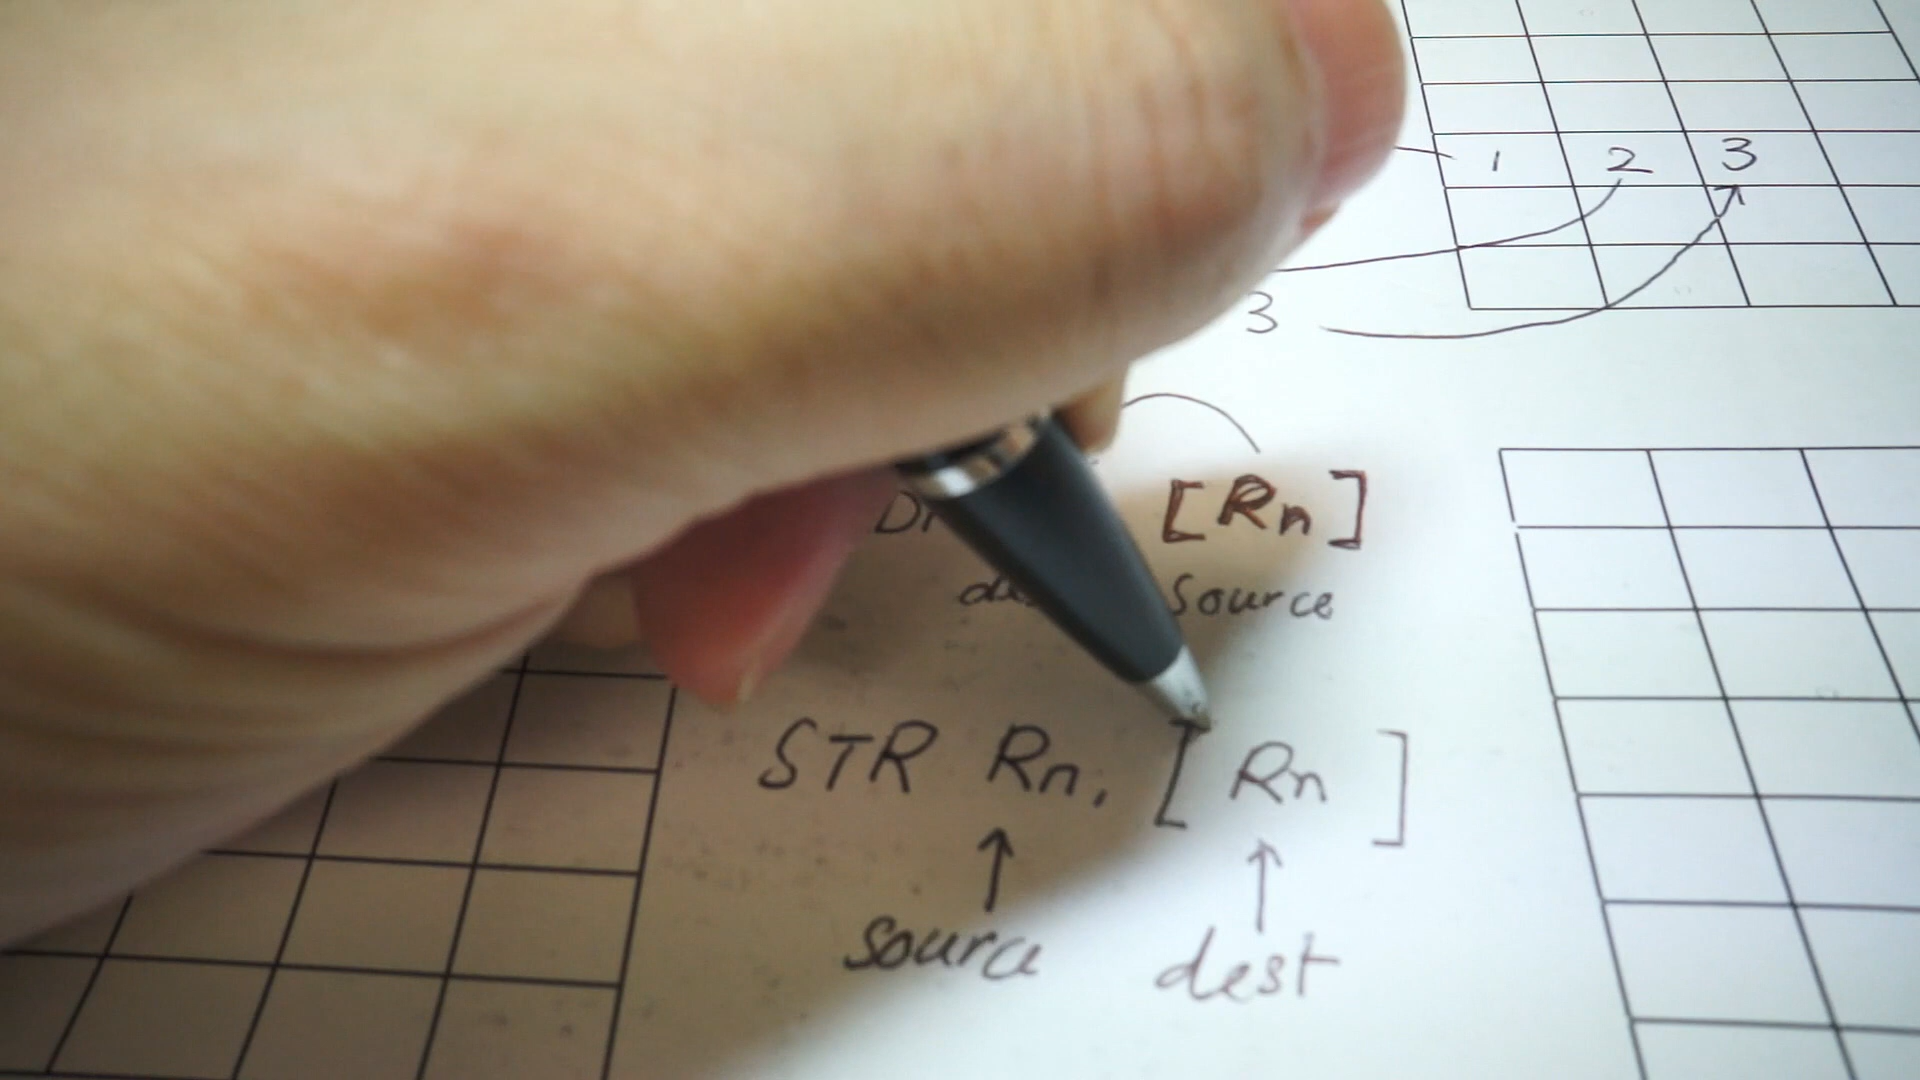 1 2 3
3
[Rn]
Source
STR Rn, [Rn]
source dest